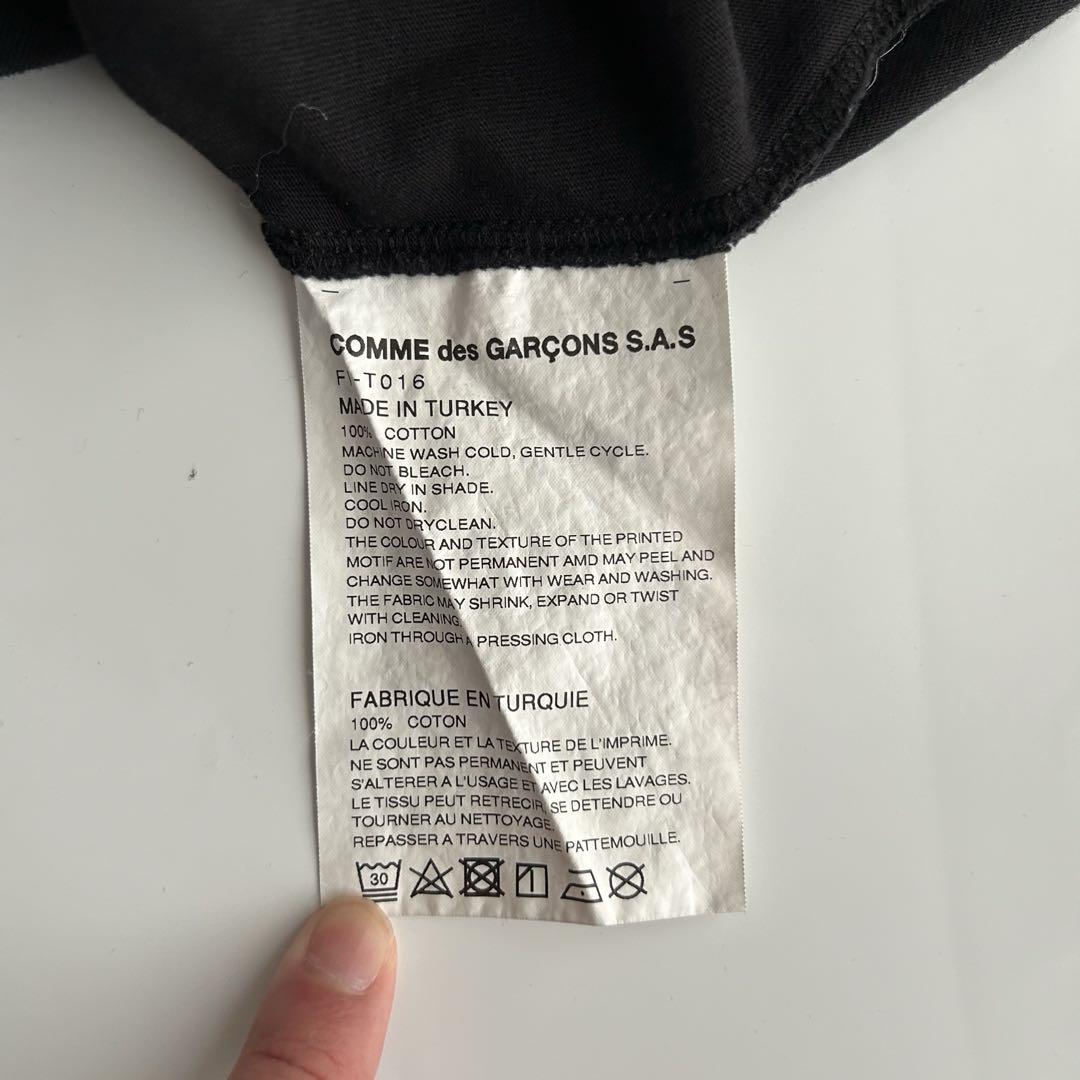 COMME des GARÇONS S.A.S
FI-T016
MADE IN TURKEY
100% COTTON
MACHINE WASH COLD, GENTLE CYCLE.
DO NOT BLEACH.
LINE DRY IN SHADE.
COOL IRON.
DO NOT DRYCLEAN.
THE COLOUR AND TEXTURE OF THE PRINTED
MOTIF ARE NOT PERMANENT AMD MAY PEEL AND
CHANGE SOMEWHAT WITH WEAR AND WASHING.
THE FABRIC MAY SHRINK, EXPAND OR TWIST
WITH CLEANING.
IRON THROUGH A PRESSING CLOTH.
FABRIQUE EN TURQUIE
100% COTON
LA COULEUR ET LA TEXTURE DE L'IMPRIME.
NE SONT PAS PERMANENT ET PEUVENT
S'ALTERER A L'USAGE ET AVEC LES LAVAGES.
LE TISSU PEUT RETRECIR, SE DETENDRE OU
TOURNER AU NETTOYAGE.
REPASSER A TRAVERS UNE PATTEMOUILLE.
30